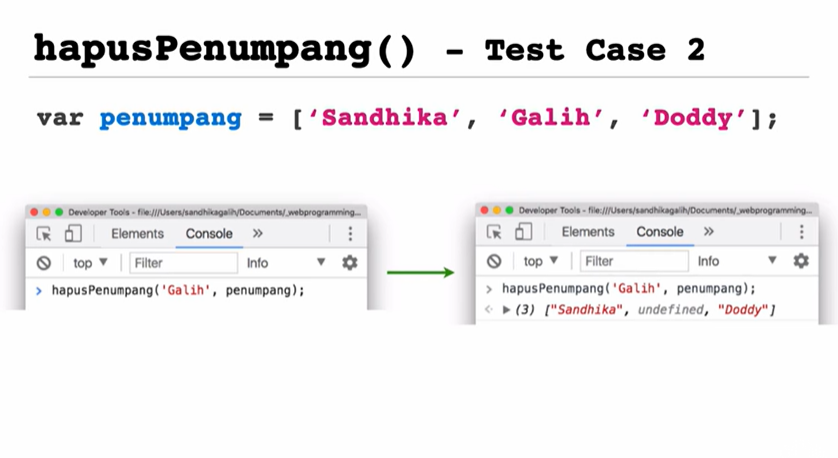 hapusPenumpang() – Test Case 2
var penumpang = [‘Sandhika’, ‘Galih’, ‘Doddy’];
Developer Tools - file:///Users/sandhikagalih/Documents/_webprogramming...
Elements Console »
top ▼ Filter Info ▼
> hapusPenumpang('Galih', penumpang);
Developer Tools - file:///Users/sandhikagalih/Documents/_webprogramming...
Elements Console »
top ▼ Filter Info ▼
> hapusPenumpang('Galih', penumpang);
<· ▶ (3) ["Sandhika", undefined, "Doddy"]